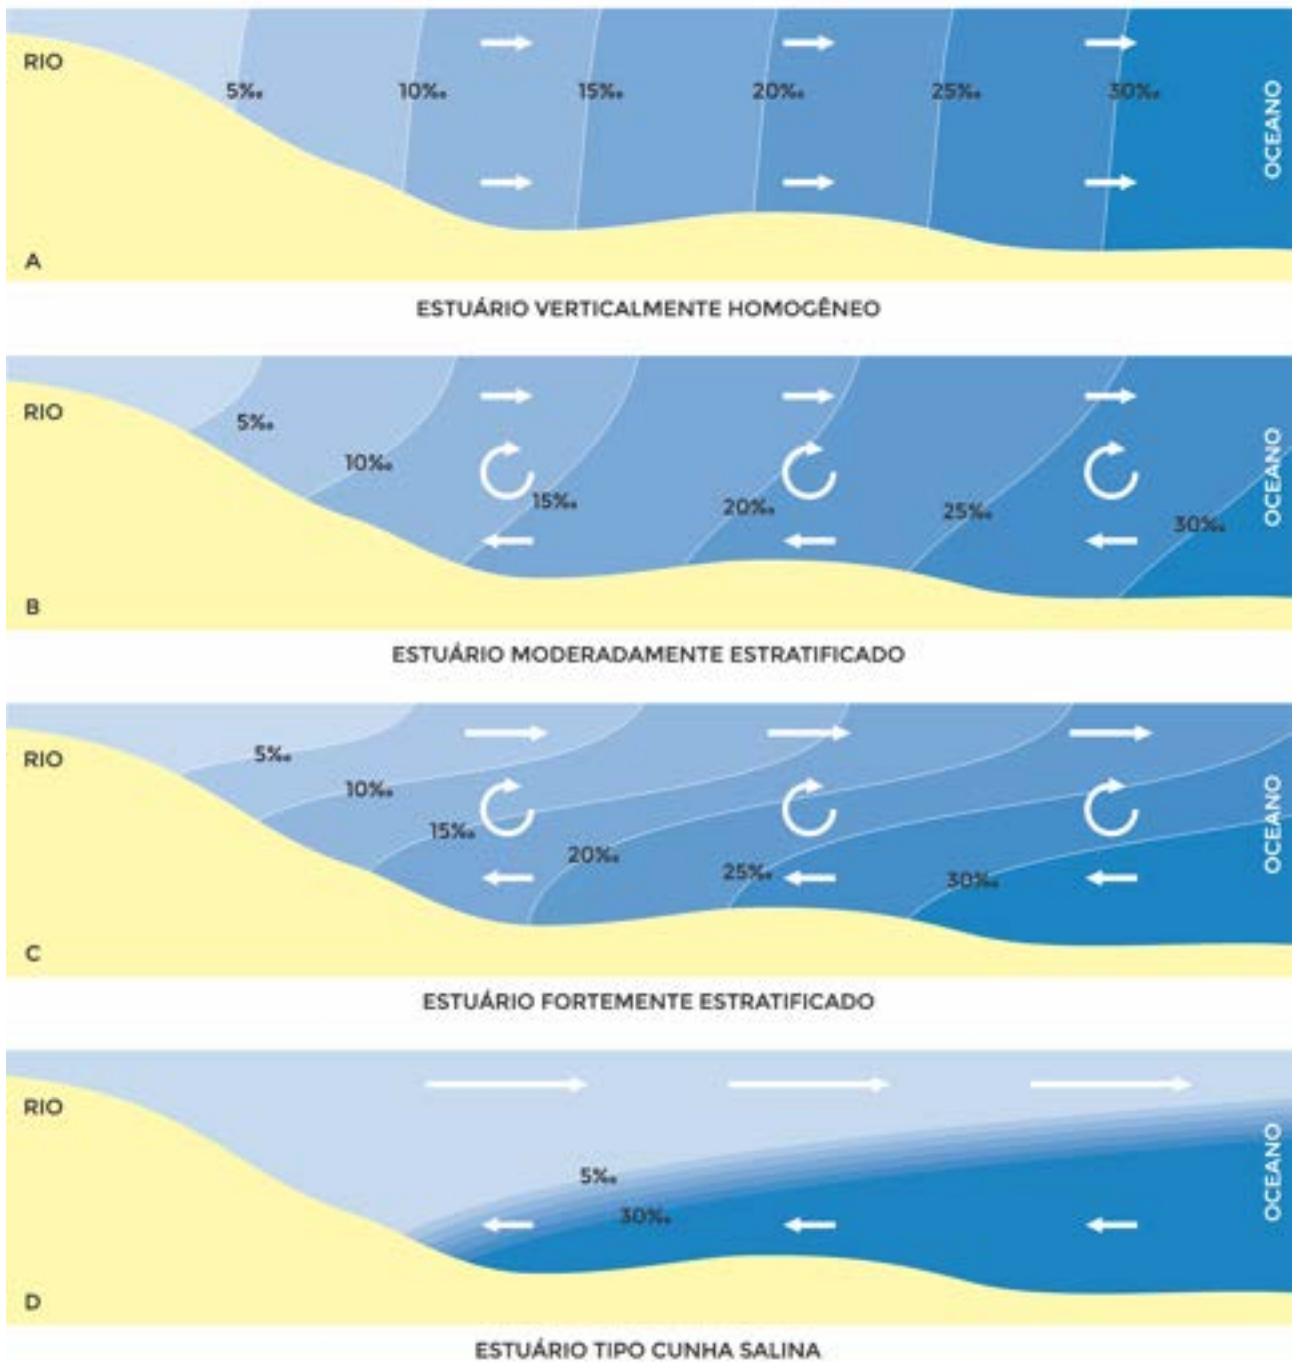 RIO
5‰ 10‰ 15‰ 20‰ 25‰ 30‰
OCEANO
A
ESTUÁRIO VERTICALMENTE HOMOGÊNEO
RIO
5‰
10‰
15‰ 20‰ 25‰ 30‰
OCEANO
B
ESTUÁRIO MODERADAMENTE ESTRATIFICADO
RIO
5‰
10‰
15‰
20‰
25‰ 30‰
OCEANO
C
ESTUÁRIO FORTEMENTE ESTRATIFICADO
RIO
5‰
30‰
OCEANO
D
ESTUÁRIO TIPO CUNHA SALINA